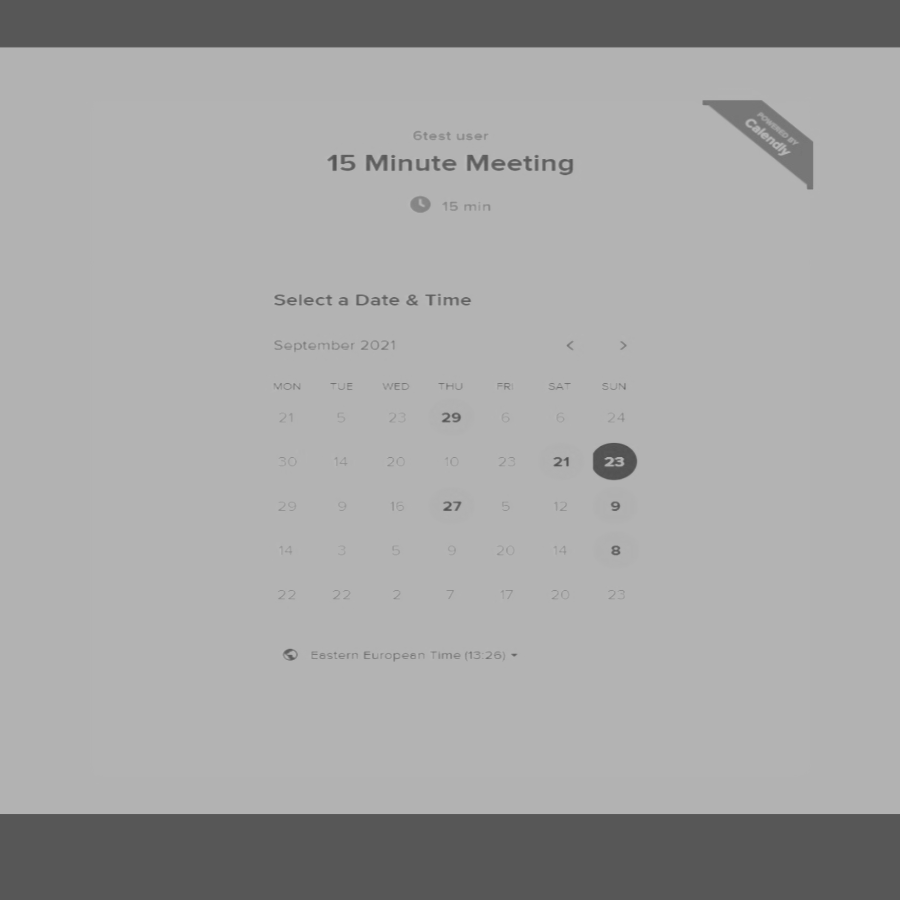 POWERED BY
Calendly
6test user
15 Minute Meeting
15 min
Select a Date & Time
September 2021
MON TUE WED THU FRI SAT SUN
21 5 23 29 6 6 24
30 14 20 10 23 21 23
29 9 16 27 5 12 9
14 3 5 9 20 14 8
22 22 2 7 17 20 23
Eastern European Time (13:26)